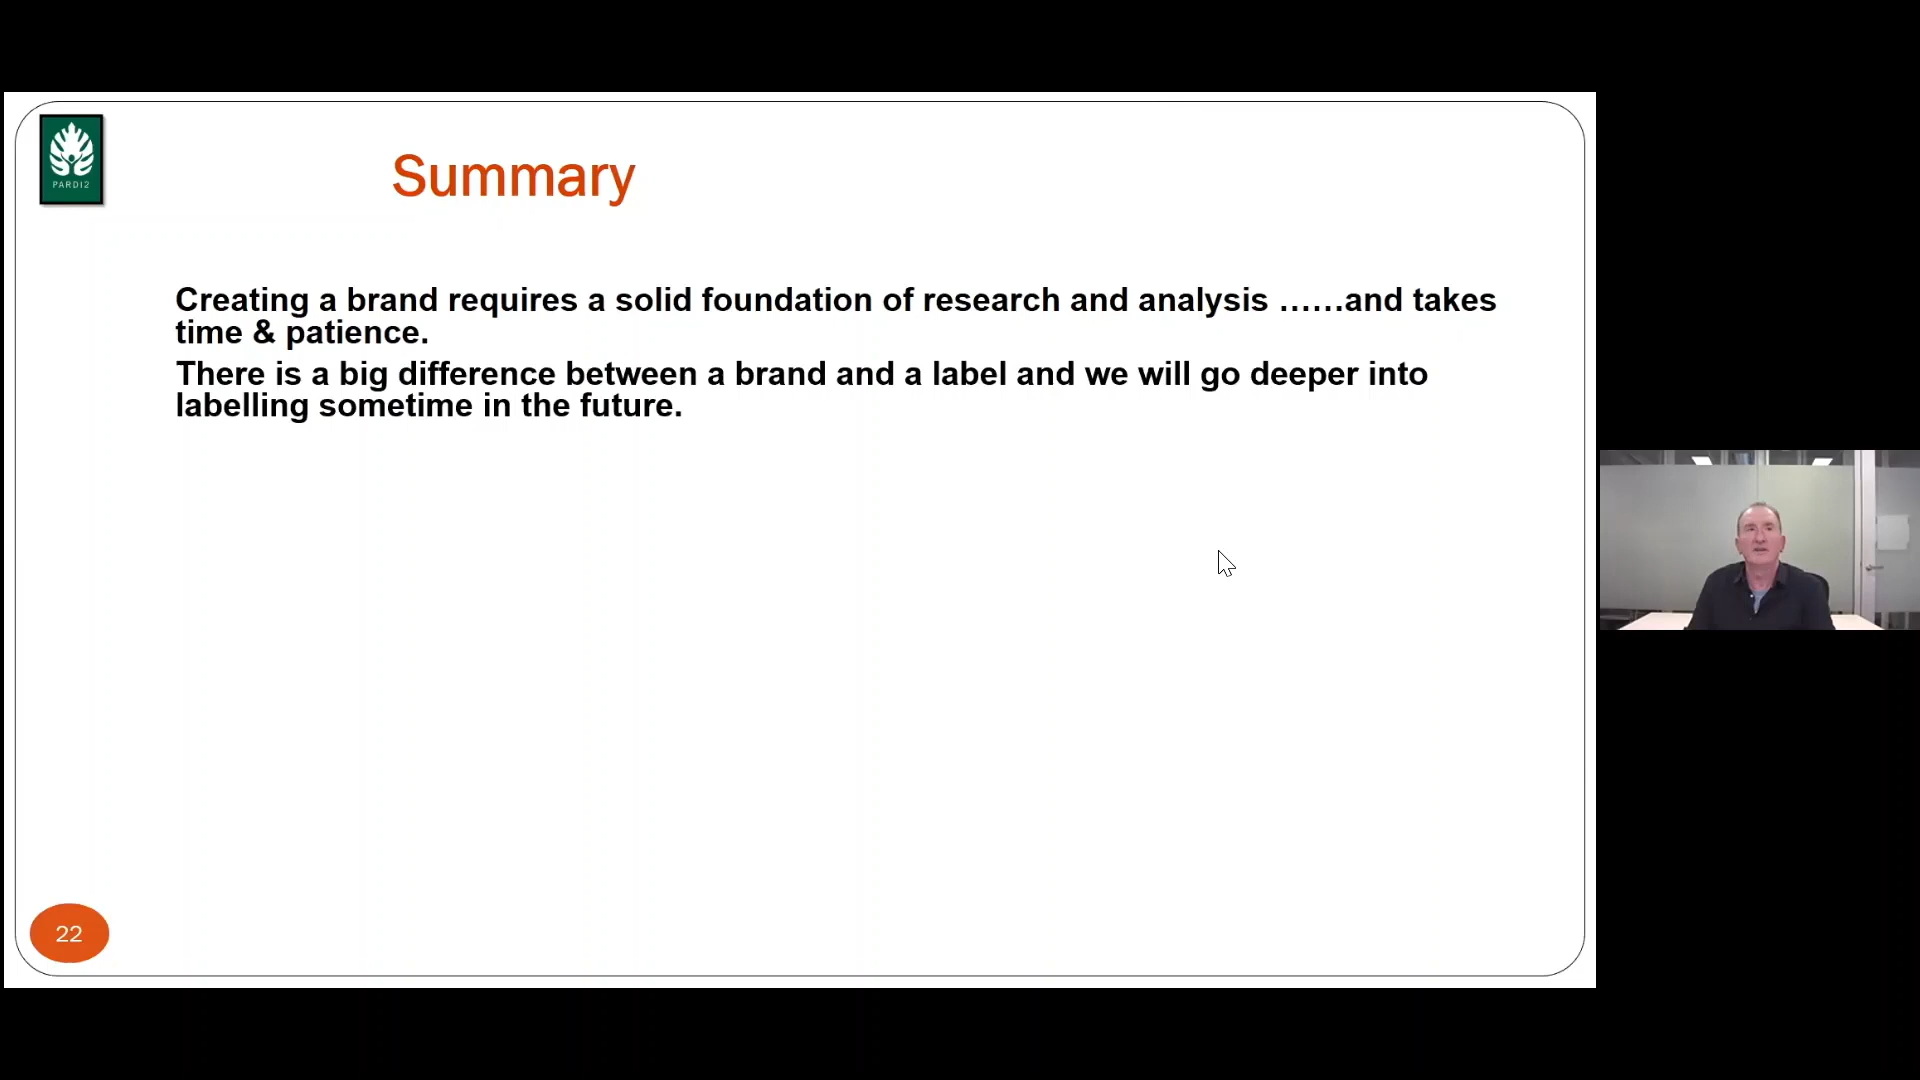 PARDI2
Summary
Creating a brand requires a solid foundation of research and analysis ......and takes
time & patience.
There is a big difference between a brand and a label and we will go deeper into
labelling sometime in the future.
22